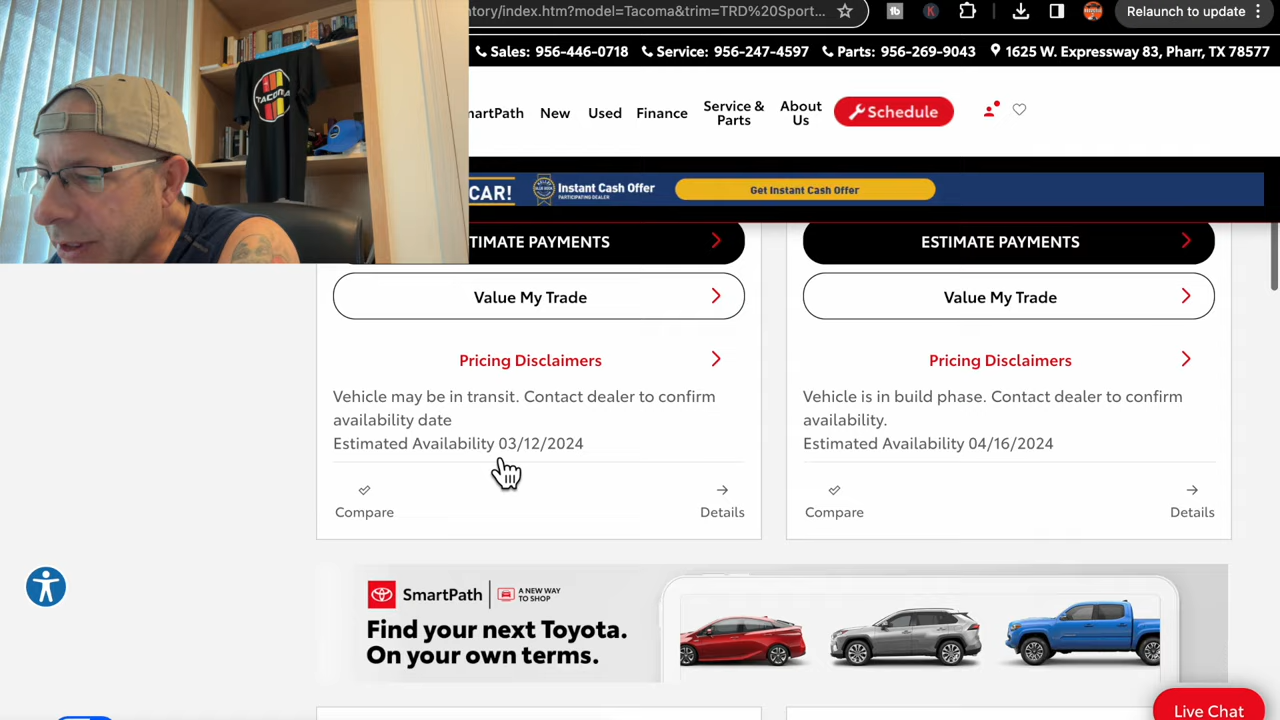 ntory/index.htm?model=Tacoma&trim=TRD%20Sport...
Relaunch to update
Sales: 956-446-0718 Service: 956-247-4597 Parts: 956-269-9043 1625 W. Expressway 83, Pharr, TX 78577
martPath New Used Finance Service & Parts About Us Schedule
TACOMA
CAR! Instant Cash Offer Get Instant Cash Offer
PARTICIPATING DEALER
TIMATE PAYMENTS
ESTIMATE PAYMENTS
Value My Trade
Value My Trade
Pricing Disclaimers
Pricing Disclaimers
Vehicle may be in transit. Contact dealer to confirm
availability date
Estimated Availability 03/12/2024
Vehicle is in build phase. Contact dealer to confirm
availability.
Estimated Availability 04/16/2024
Compare Details
Compare Details
SmartPath A NEW WAY
TO SHOP
Find your next Toyota.
On your own terms.
Live Chat